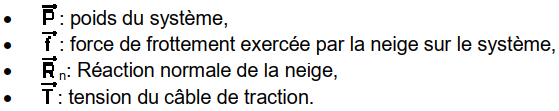 • P⃗ : poids du système,
• f⃗ : force de frottement exercée par la neige sur le système,
• R⃗n: Réaction normale de la neige,
• T⃗ : tension du câble de traction.